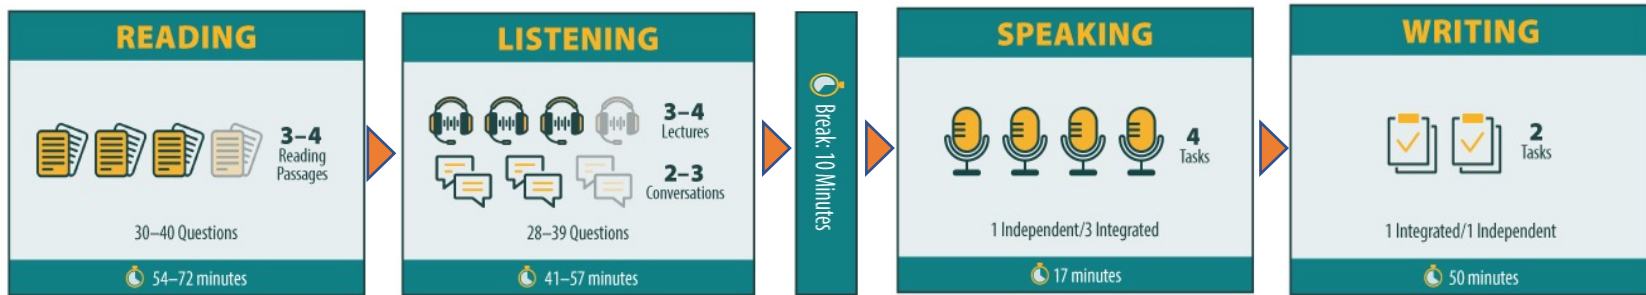 READING
3–4
Reading
Passages
30–40 Questions
54–72 minutes
LISTENING
3–4
Lectures
2–3
Conversations
28–39 Questions
41–57 minutes
Break: 10 Minutes
SPEAKING
4
Tasks
1 Independent/3 Integrated
17 minutes
WRITING
2
Tasks
1 Integrated/1 Independent
50 minutes